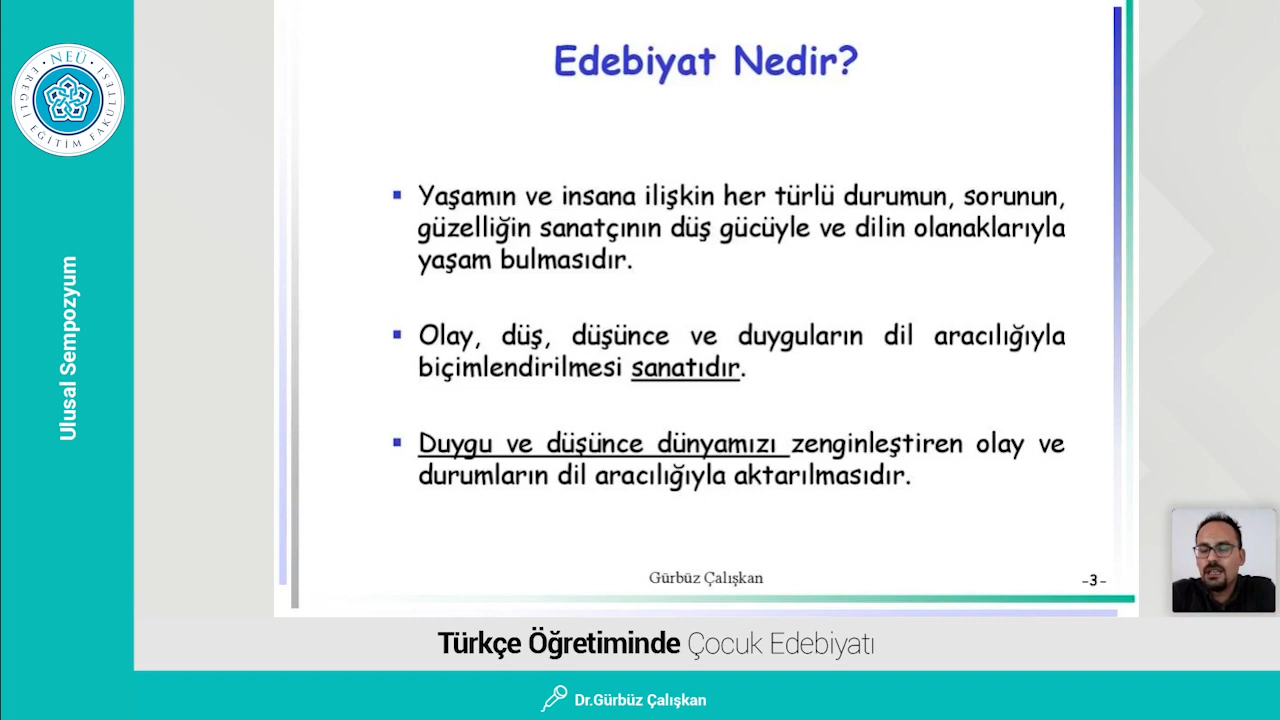 NEÜ
EREĞLİ EĞİTİM FAKÜLTESİ
Ulusal Sempozyum
Edebiyat Nedir?
▪ Yaşamın ve insana ilişkin her türlü durumun, sorunun,
güzelliğin sanatçının düş gücüyle ve dilin olanaklarıyla
yaşam bulmasıdır.
▪ Olay, düş, düşünce ve duyguların dil aracılığıyla
biçimlendirilmesi sanatıdır.
▪ Duygu ve düşünce dünyamızı zenginleştiren olay ve
durumların dil aracılığıyla aktarılmasıdır.
Gürbüz Çalışkan
-3-
Türkçe Öğretiminde Çocuk Edebiyatı
Dr.Gürbüz Çalışkan